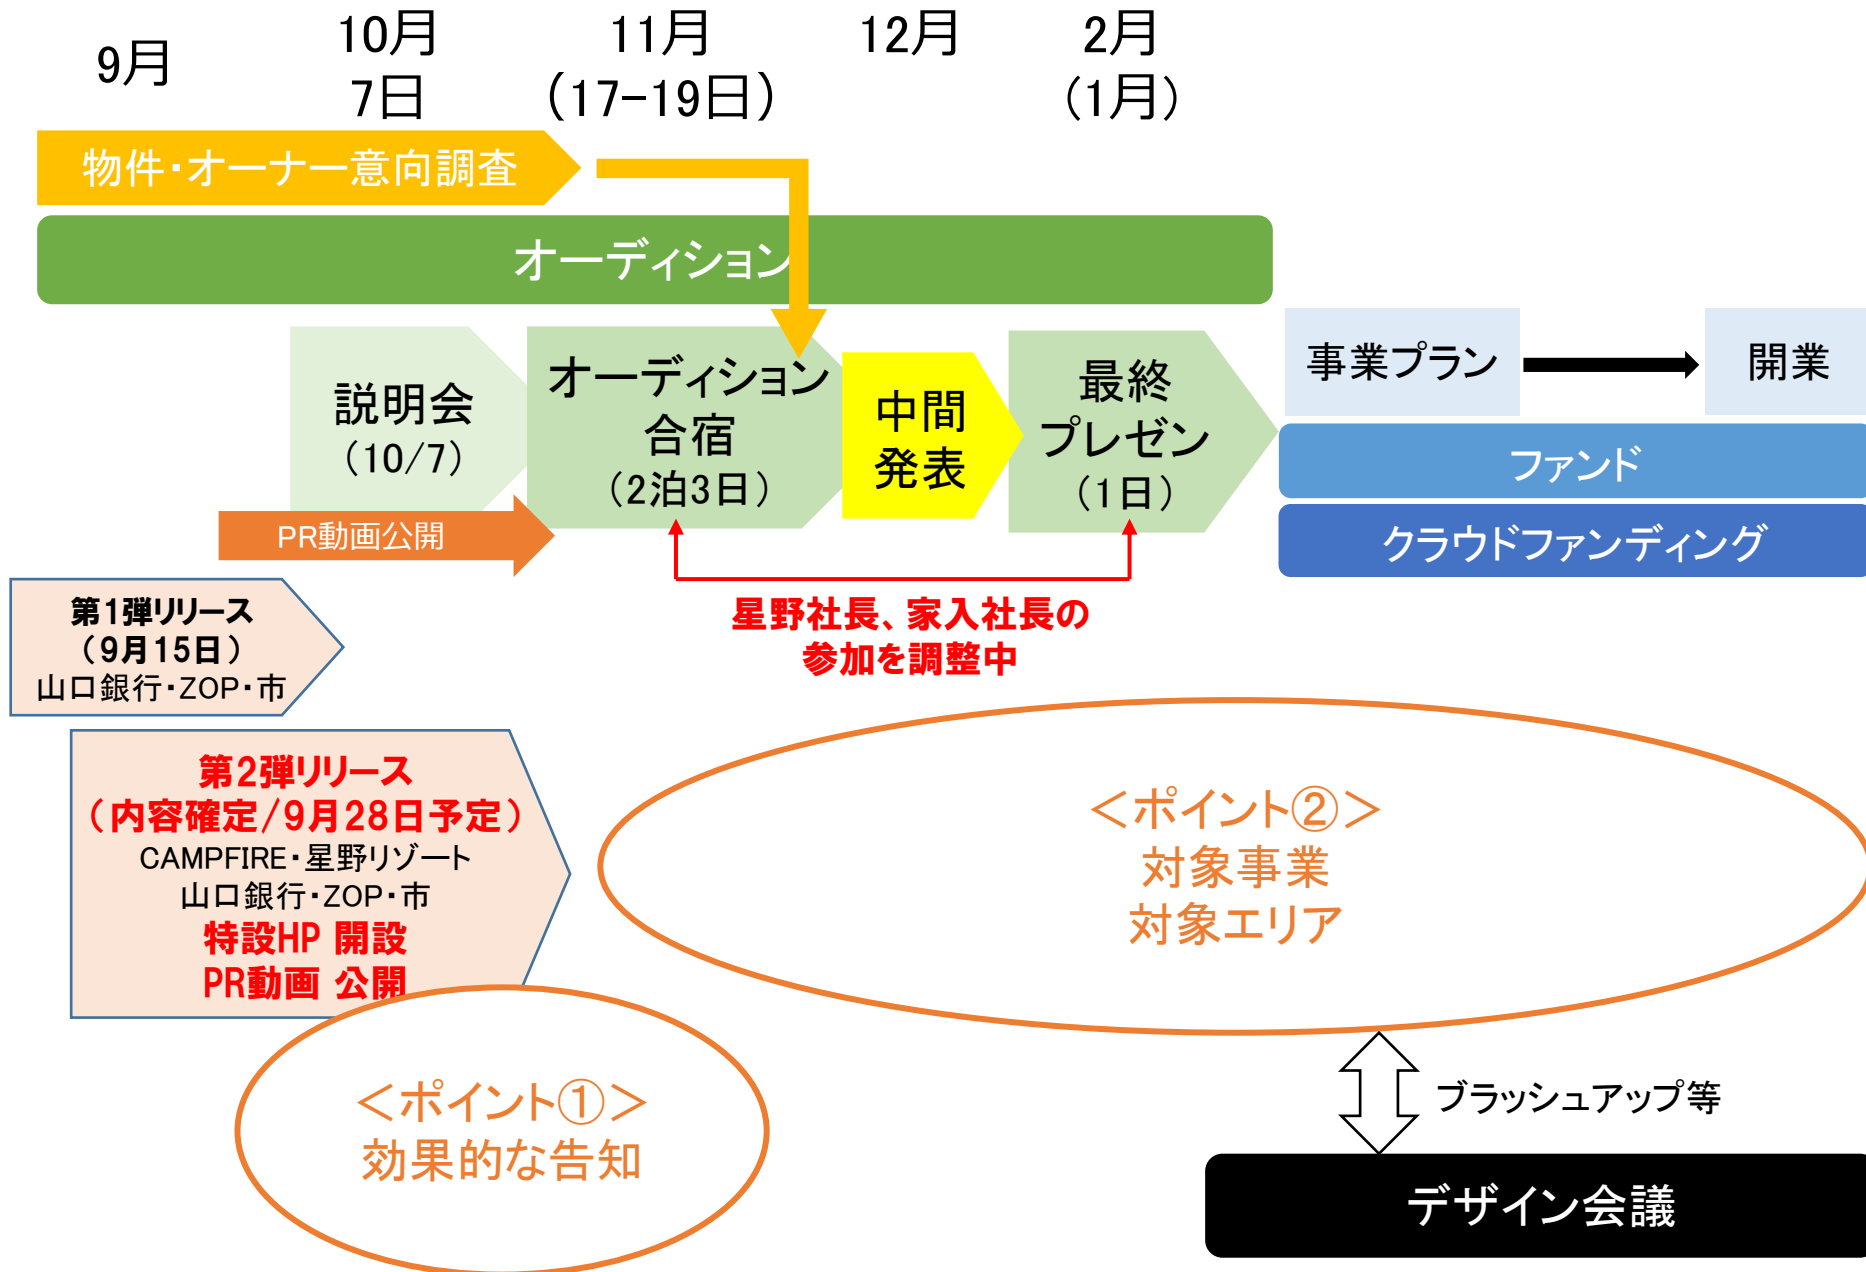 9月
10月
7日
11月
(17-19日)
12月
2月
(1月)
物件・オーナー意向調査
オーディション
説明会
(10/7)
オーディション
合宿
(2泊3日)
中間
発表
最終
プレゼン
(1日)
事業プラン
開業
ファンド
クラウドファンディング
PR動画公開
星野社長、家入社長の
参加を調整中
第1弾リリース
(9月15日)
山口銀行・ZOP・市
第2弾リリース
(内容確定/9月28日予定)
CAMPFIRE・星野リゾート
山口銀行・ZOP・市
特設HP 開設
PR動画 公開
＜ポイント②＞
対象事業
対象エリア
＜ポイント①＞
効果的な告知
ブラッシュアップ等
デザイン会議